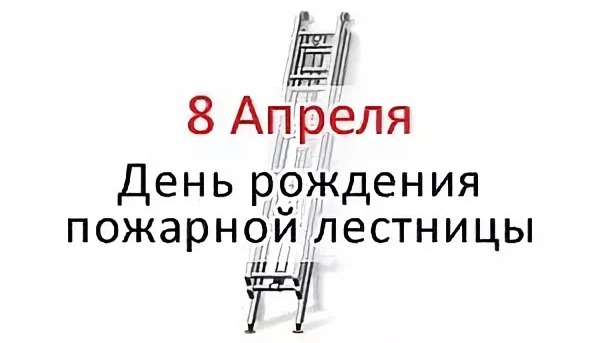 8 Апреля
День рождения
пожарной лестницы